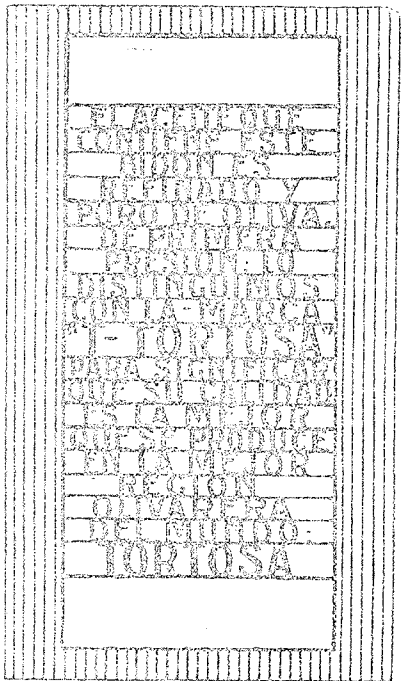 EL ACEITE QUE
CONTIENE ESTE
BIDON ES
REFINADO Y
PURO DE OLIVA,
DE PRIMERA
PRESION = LO
DISTINGUIMOS
CON LA-MARCA
"1-TORTOSA"
PARA SIGNIFICAR
QUE SU CALIDAD
ES LA MEJOR
QUE SE PRODUCE
EN LA MEJOR
REGION
OLIVARERA
DEL MUNDO:
TORTOSA